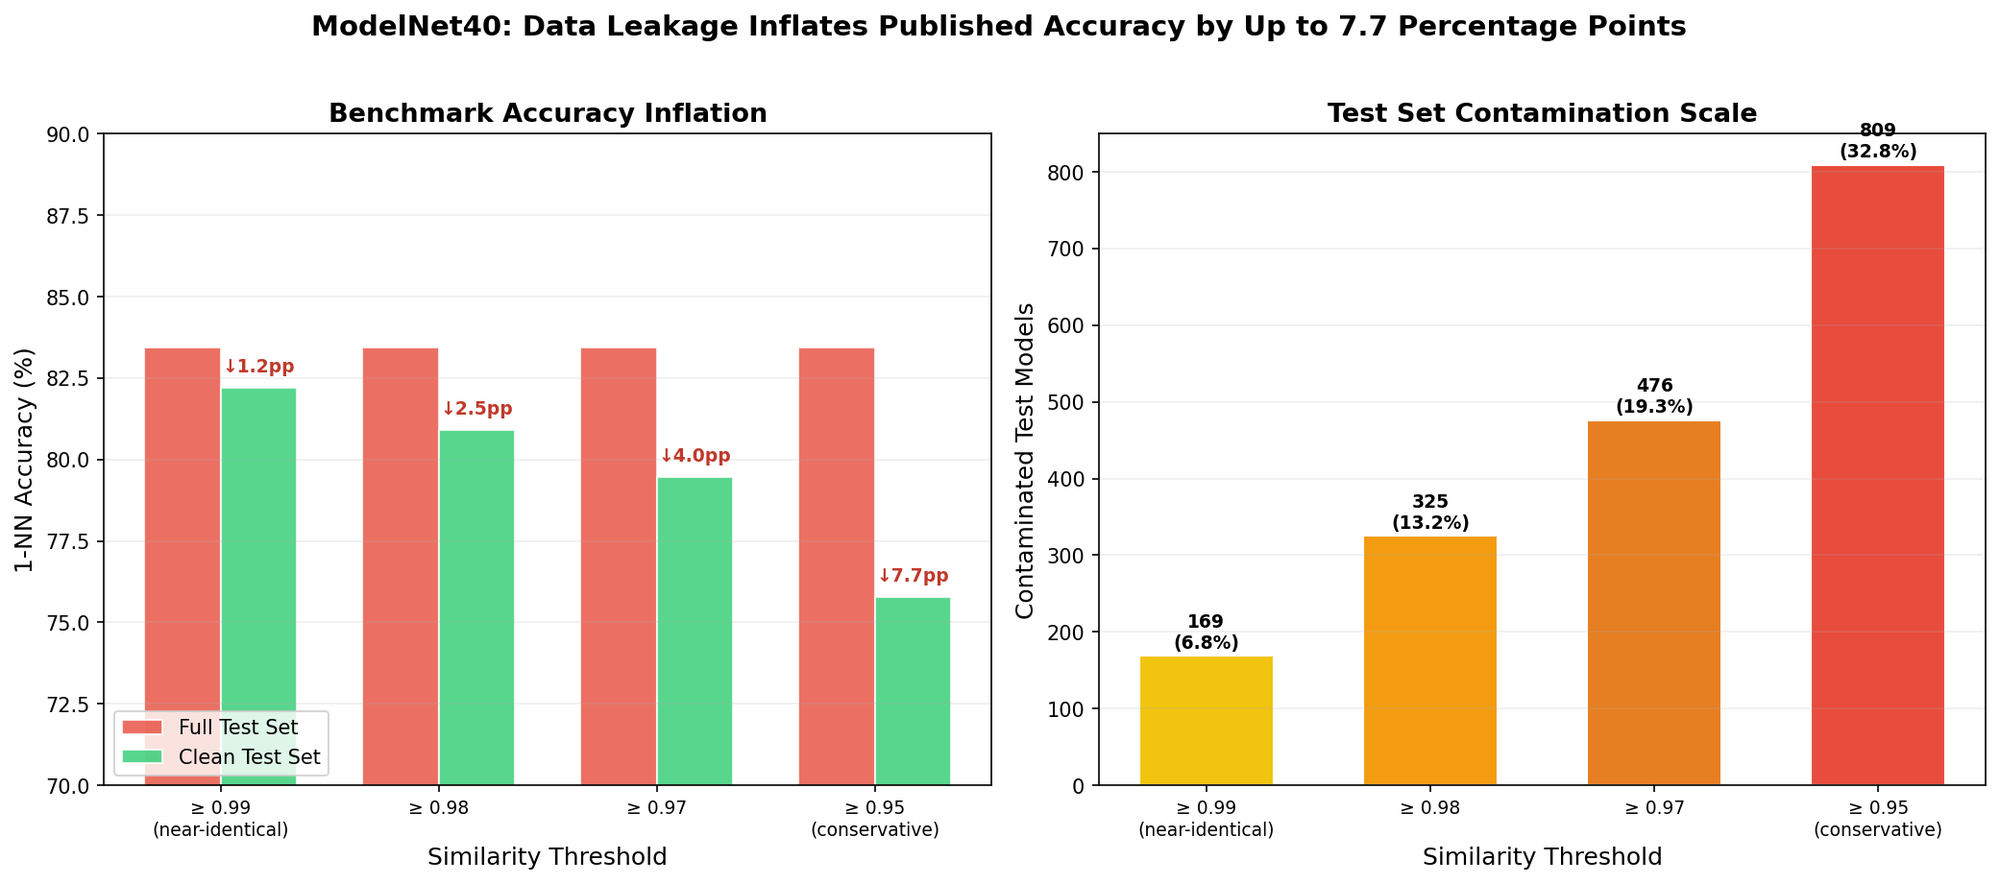 ModelNet40: Data Leakage Inflates Published Accuracy by Up to 7.7 Percentage Points
Benchmark Accuracy Inflation
1-NN Accuracy (%)
90.0
87.5
85.0
82.5
80.0
77.5
75.0
72.5
70.0
↓1.2pp
↓2.5pp
↓4.0pp
↓7.7pp
Full Test Set
Clean Test Set
≥ 0.99
(near-identical)
≥ 0.98
≥ 0.97
≥ 0.95
(conservative)
Similarity Threshold
Test Set Contamination Scale
Contaminated Test Models
800
700
600
500
400
300
200
100
0
169
(6.8%)
325
(13.2%)
476
(19.3%)
809
(32.8%)
≥ 0.99
(near-identical)
≥ 0.98
≥ 0.97
≥ 0.95
(conservative)
Similarity Threshold